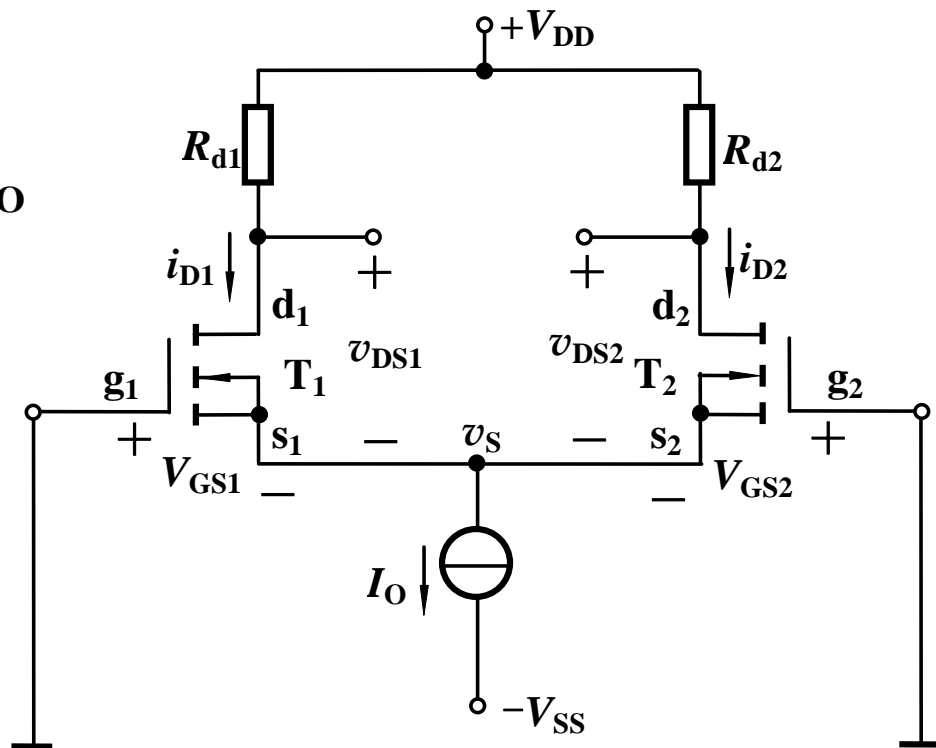 +V_DD
R_d1
R_d2
O
i_D1
i_D2
+
+
d_1
d_2
v_DS1
v_DS2
g_1
T_1
T_2
g_2
+
s_1
−
v_S
−
s_2
+
V_GS1
−
−
V_GS2
I_O
−V_SS